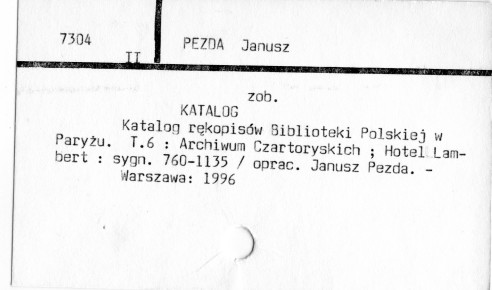 7304
II
PEZDA Janusz
zob.
KATALOG
Katalog rękopisów Biblioteki Polskiej w
Paryżu. T.6 : Archiwum Czartoryskich ; Hotel Lam-
bert : sygn. 760-1135 / oprac. Janusz Pezda. -
Warszawa: 1996